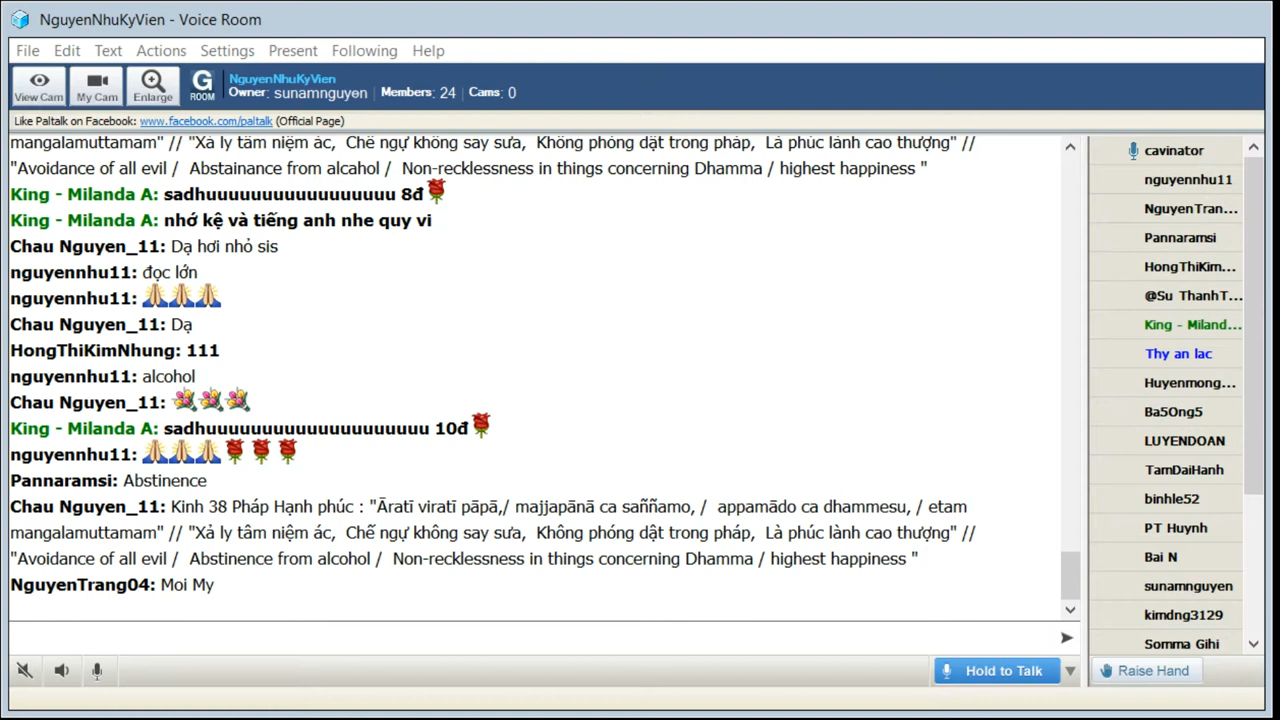 NguyenNhuKyVien - Voice Room
File Edit Text Actions Settings Present Following Help
View Cam My Cam Enlarge G ROOM
NguyenNhuKyVien
Owner: sunamnguyen | Members: 24 | Cams: 0
Like Paltalk on Facebook: www.facebook.com/paltalk (Official Page)
mangalamuttamam" // "Xả ly tâm niệm ác, Chế ngự không say sưa, Không phóng dật trong pháp, Là phúc lành cao thượng" //
"Avoidance of all evil / Abstainance from alcahol / Non-recklessness in things concerning Dhamma / highest happiness "
King - Milanda A: sadhuuuuuuuuuuuuuuuuu 8đ
King - Milanda A: nhớ kệ và tiếng anh nhe quy vi
Chau Nguyen_11: Dạ hơi nhỏ sis
nguyennhu11: đọc lớn
nguyennhu11:
Chau Nguyen_11: Dạ
HongThiKimNhung: 111
nguyennhu11: alcohol
Chau Nguyen_11:
King - Milanda A: sadhuuuuuuuuuuuuuuuuuuuu 10đ
nguyennhu11:
Pannaramsi: Abstinence
Chau Nguyen_11: Kinh 38 Pháp Hạnh phúc : "Āratī viratī pāpā,/ majjapānā ca saññamo, / appamādo ca dhammesu, / etam
mangalamuttamam" // "Xả ly tâm niệm ác, Chế ngự không say sưa, Không phóng dật trong pháp, Là phúc lành cao thượng" //
"Avoidance of all evil / Abstinence from alcohol / Non-recklessness in things concerning Dhamma / highest happiness "
NguyenTrang04: Moi My
cavinator
nguyennhu11
NguyenTran...
Pannaramsi
HongThiKim...
@Su ThanhT...
King - Miland...
Thy an lac
Huyenmong...
Ba5Ong5
LUYENDOAN
TamDaiHanh
binhle52
PT Huynh
Bai N
sunamnguyen
kimdng3129
Somma Gihi
Hold to Talk
Raise Hand